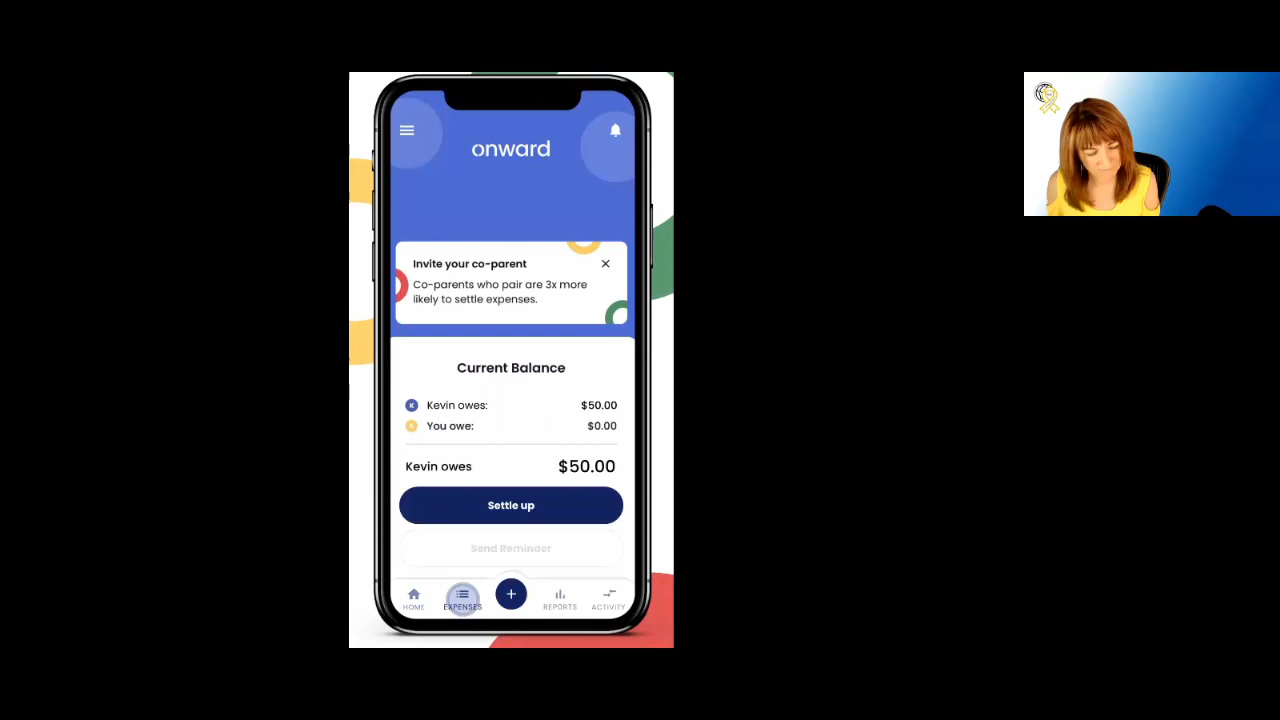 onward
Invite your co-parent
Co-parents who pair are 3x more
likely to settle expenses.
Current Balance
K Kevin owes: $50.00
You owe: $0.00
Kevin owes $50.00
Settle up
Send Reminder
HOME EXPENSES + REPORTS ACTIVITY